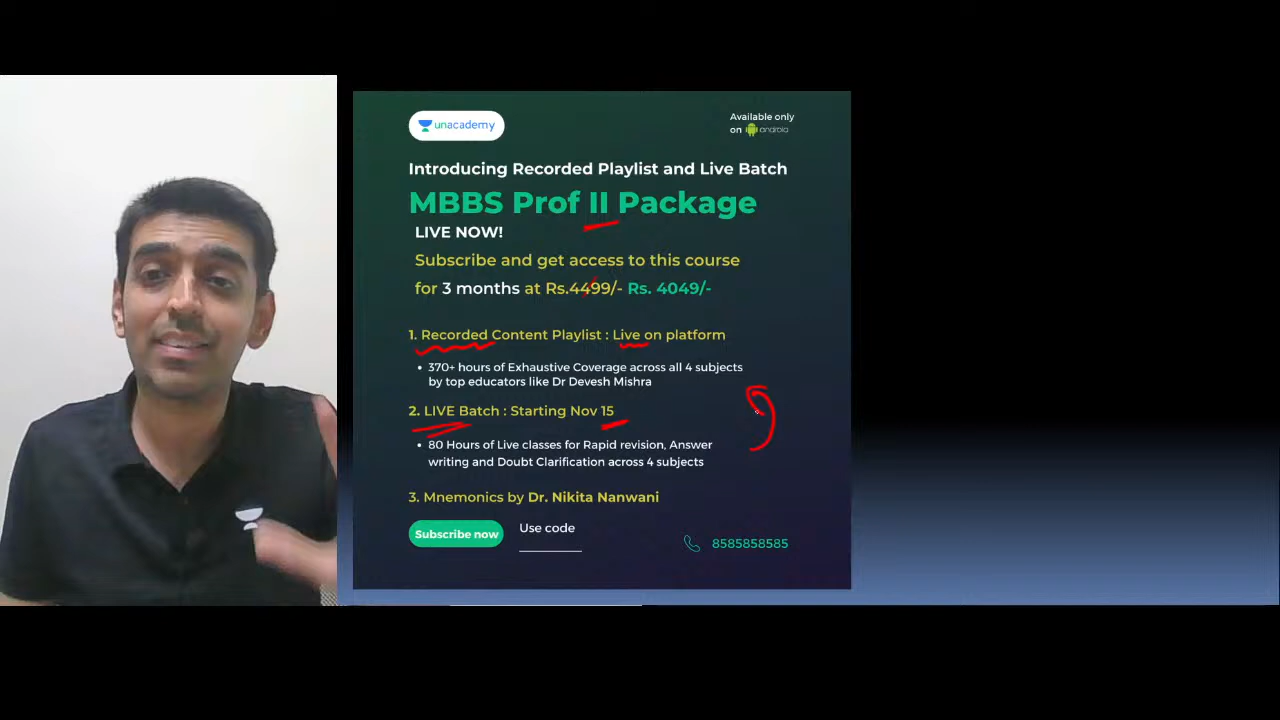 unacademy
Available only
on android
Introducing Recorded Playlist and Live Batch
MBBS Prof II Package
LIVE NOW!
Subscribe and get access to this course
for 3 months at Rs.4499/- Rs. 4049/-
1. Recorded Content Playlist : Live on platform
• 370+ hours of Exhaustive Coverage across all 4 subjects
by top educators like Dr Devesh Mishra
2. LIVE Batch : Starting Nov 15
• 80 Hours of Live classes for Rapid revision, Answer
writing and Doubt Clarification across 4 subjects
3. Mnemonics by Dr. Nikita Nanwani
Subscribe now
Use code
8585858585